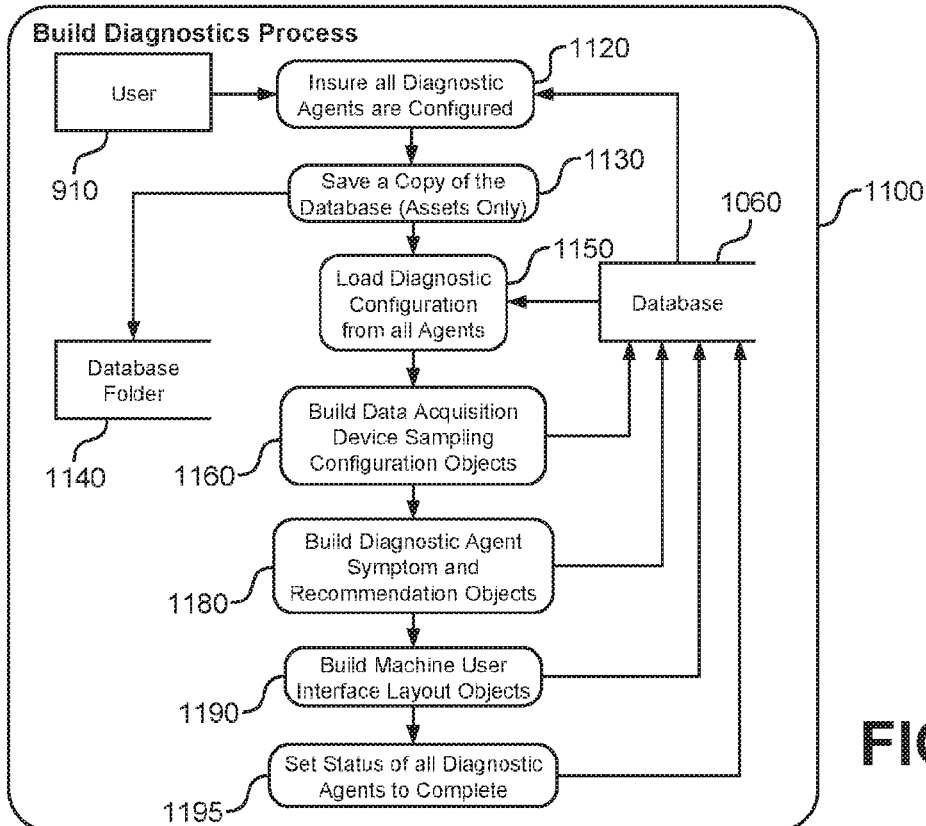 Build Diagnostics Process
1120
User
Insure all Diagnostic
Agents are Configured
910
1130
Save a Copy of the
Database (Assets Only)
1100
1060
1150
Load Diagnostic
Configuration
from all Agents
Database
Database
Folder
1140
Build Data Acquisition
Device Sampling
Configuration Objects
1160
Build Diagnostic Agent
Symptom and
Recommendation Objects
1180
Build Machine User
Interface Layout Objects
1190
FIG
Set Status of all Diagnostic
Agents to Complete
1195